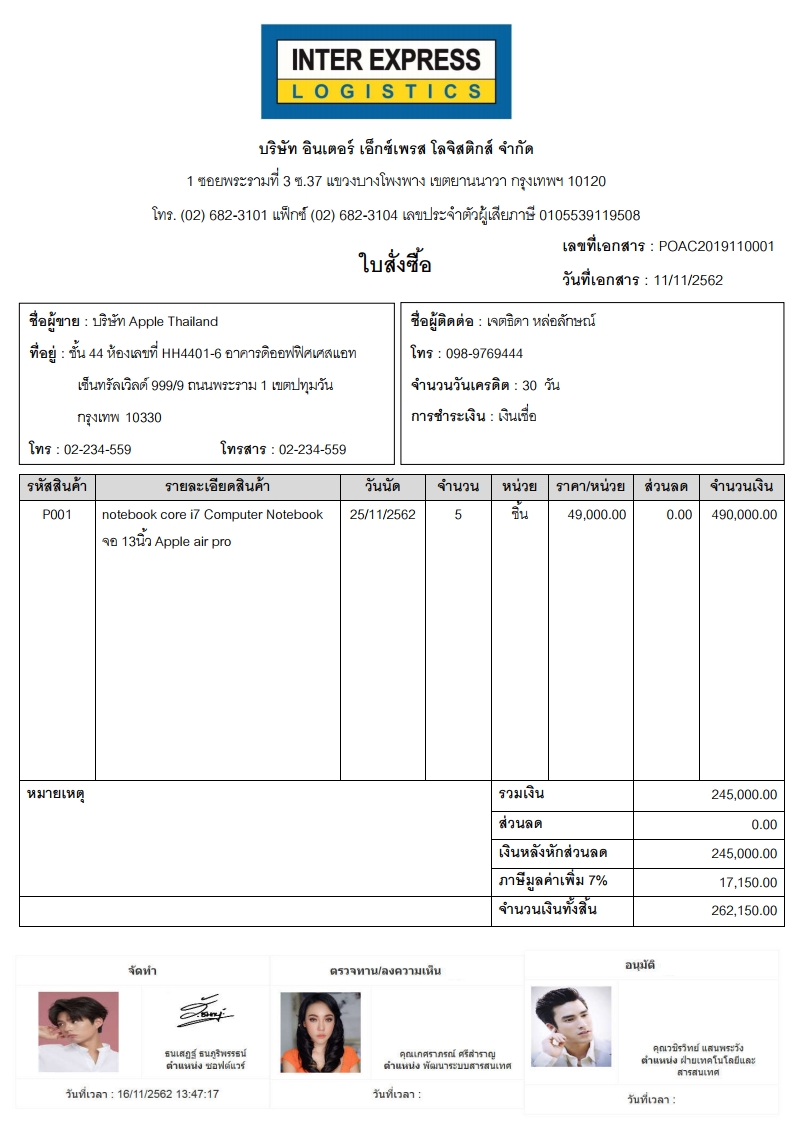 INTER EXPRESS
LOGISTICS
บริษัท อินเตอร์ เอ็กซ์เพรส โลจิสติกส์ จำกัด
1 ซอยพระรามที่ 3 ซ.37 แขวงบางโพงพาง เขตยานนาวา กรุงเทพฯ 10120
โทร. (02) 682-3101 แฟ็กซ์ (02) 682-3104 เลขประจำตัวผู้เสียภาษี 0105539119508
เลขที่เอกสาร : POAC2019110001
ใบสั่งซื้อ
วันที่เอกสาร : 11/11/2562
ชื่อผู้ขาย : บริษัท Apple Thailand
ที่อยู่ : ชั้น 44 ห้องเลขที่ HH4401-6 อาคารดิออฟฟิศเศสแอท
เซ็นทรัลเวิลด์ 999/9 ถนนพระราม 1 เขตปทุมวัน
กรุงเทพ 10330
โทร : 02-234-559 โทรสาร : 02-234-559
ชื่อผู้ติดต่อ : เจตธิดา หล่อลักษณ์
โทร : 098-9769444
จำนวนวันเครดิต : 30 วัน
การชำระเงิน : เงินเชื่อ
รหัสสินค้า รายละเอียดสินค้า วันนัด จำนวน หน่วย ราคา/หน่วย ส่วนลด จำนวนเงิน
P001 notebook core i7 Computer Notebook 25/11/2562 5 ชิ้น 49,000.00 0.00 490,000.00
จอ 13นิ้ว Apple air pro
หมายเหตุ
รวมเงิน 245,000.00
ส่วนลด 0.00
เงินหลังหักส่วนลด 245,000.00
ภาษีมูลค่าเพิ่ม 7% 17,150.00
จำนวนเงินทั้งสิ้น 262,150.00
จัดทำ
ธนเสฏฐ์ ธนภูริพรรธน์
ตำแหน่ง ซอฟต์แวร์
วันที่เวลา : 16/11/2562 13:47:17
ตรวจทาน/ลงความเห็น
คุณเกศราภรณ์ ศรีสำราญ
ตำแหน่ง พัฒนาระบบสารสนเทศ
วันที่เวลา :
อนุมัติ
คุณวชิรวิทย์ แสนพระวัง
ตำแหน่ง ฝ่ายเทคโนโลยีและ
สารสนเทศ
วันที่เวลา :